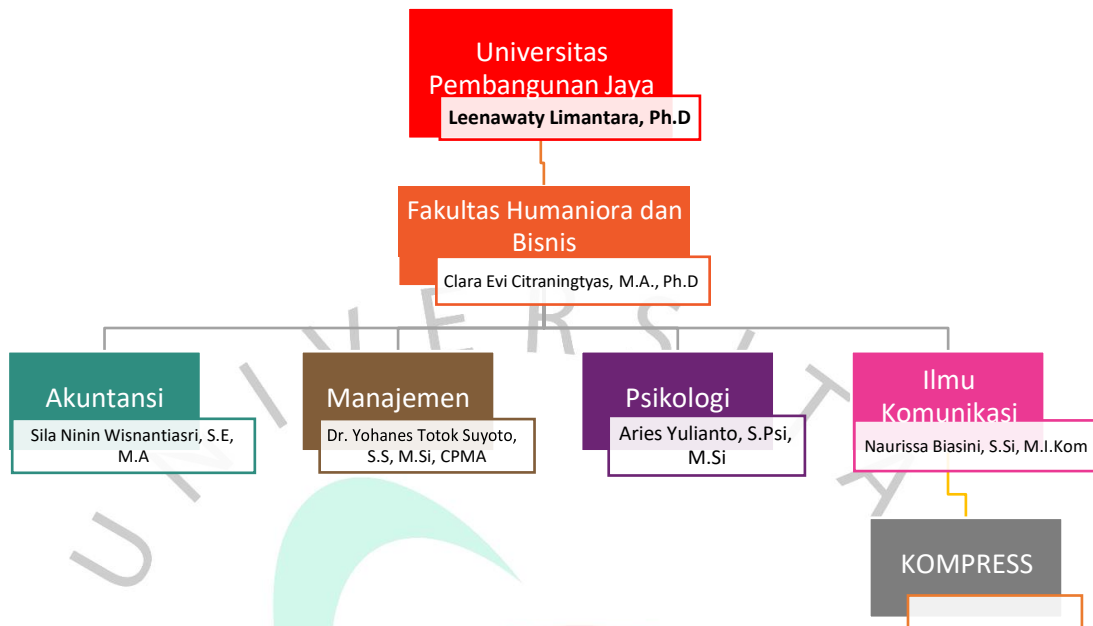 Universitas
Pembangunan Jaya
Leenawaty Limantara, Ph.D
Fakultas Humaniora dan
Bisnis
Clara Evi Citraningtyas, M.A., Ph.D
UNIVERSITA
Akuntansi
Sila Ninin Wisnantiasri, S.E,
M.A
Manajemen
Dr. Yohanes Totok Suyoto,
S.S, M.Si, CPMA
Psikologi
Aries Yulianto, S.Psi,
M.Si
Ilmu
Komunikasi
Naurissa Biasini, S.Si, M.I.Kom
KOMPRESS